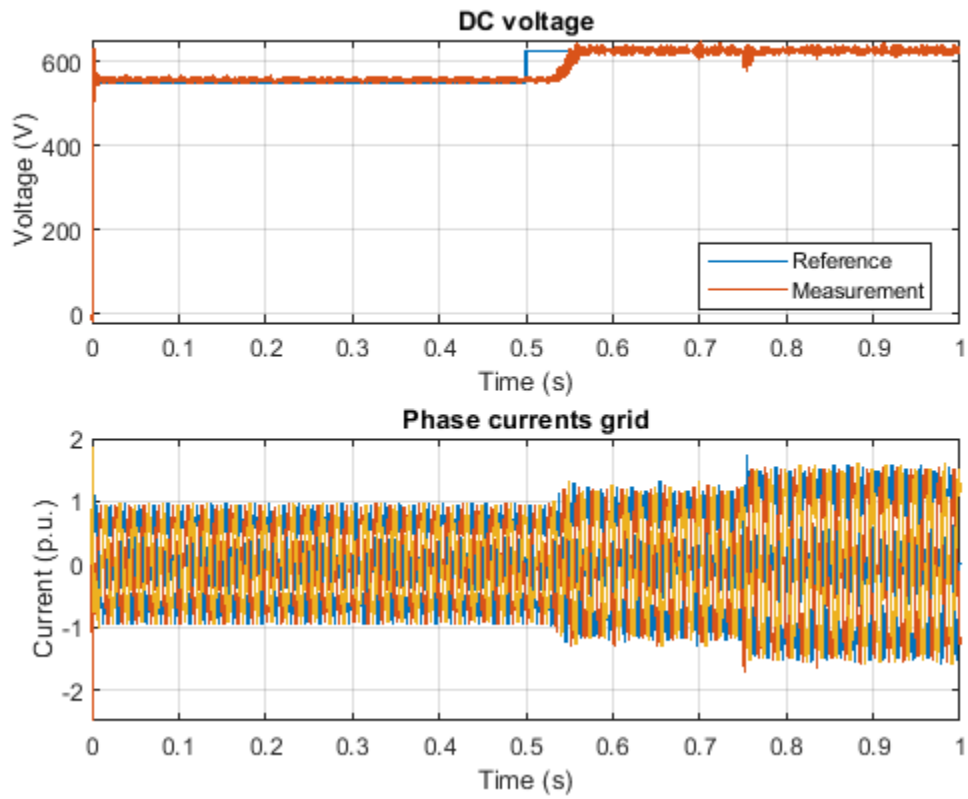 DC voltage
600
400
200
0
Voltage (V)
Reference
Measurement
0 0.1 0.2 0.3 0.4 0.5 0.6 0.7 0.8 0.9 1
Time (s)
Phase currents grid
2
1
0
-1
-2
Current (p.u.)
0 0.1 0.2 0.3 0.4 0.5 0.6 0.7 0.8 0.9 1
Time (s)